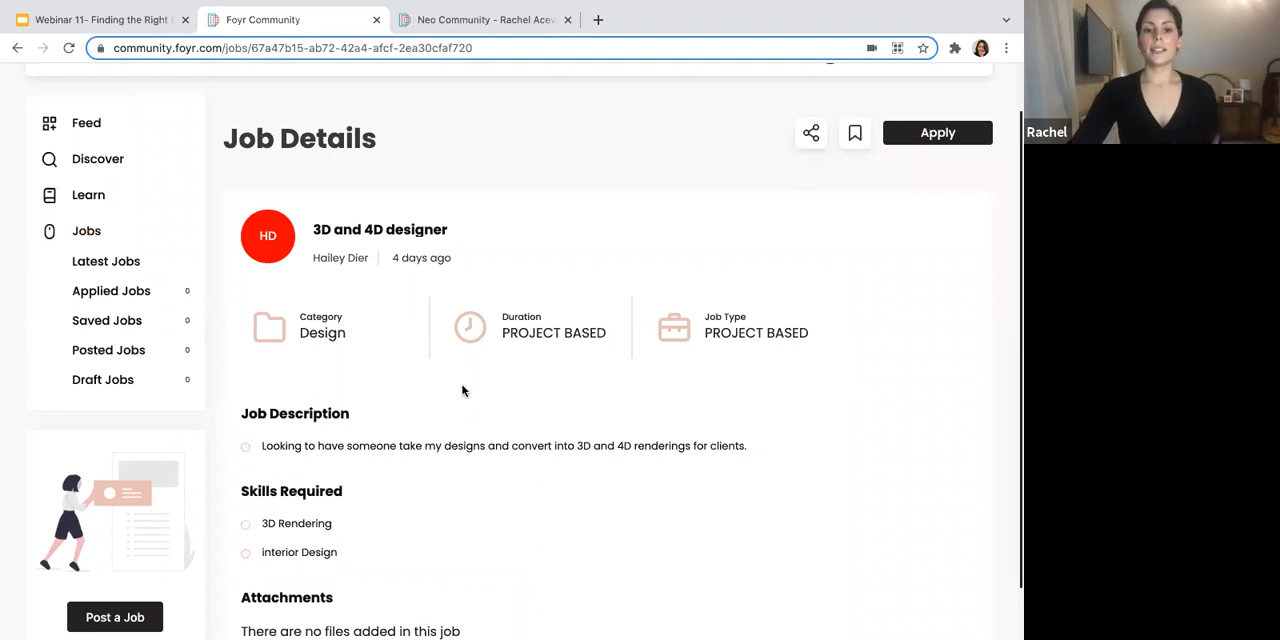 Webinar 11- Finding the Right
Foyr Community
Neo Community - Rachel Acev
community.foyr.com/jobs/67a47b15-ab72-42a4-afcf-2ea30cfaf720
Rachel
Feed
Discover
Learn
Jobs
Latest Jobs
Applied Jobs 0
Saved Jobs 0
Posted Jobs 0
Draft Jobs 0
Post a Job
Job Details
Apply
HD
3D and 4D designer
Hailey Dier 4 days ago
Category
Design
Duration
PROJECT BASED
Job Type
PROJECT BASED
Job Description
Looking to have someone take my designs and convert into 3D and 4D renderings for clients.
Skills Required
3D Rendering
interior Design
Attachments
There are no files added in this job